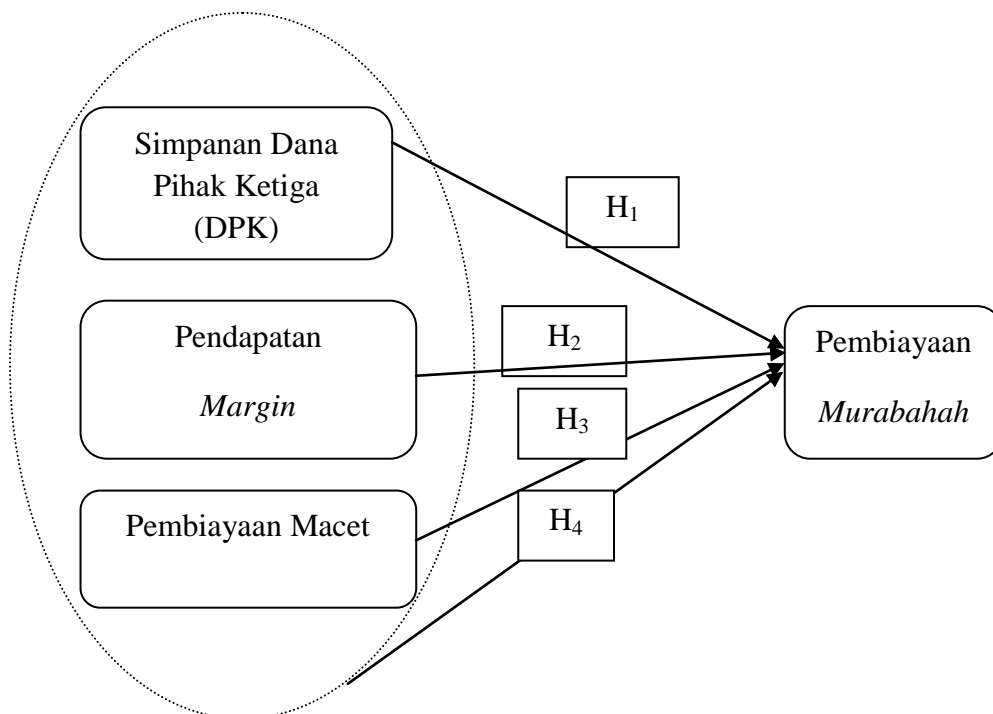 Simpanan Dana
Pihak Ketiga
(DPK)
H₁
Pendapatan
Margin
H₂
Pembiayaan
Murabahah
H₃
Pembiayaan Macet
H₄